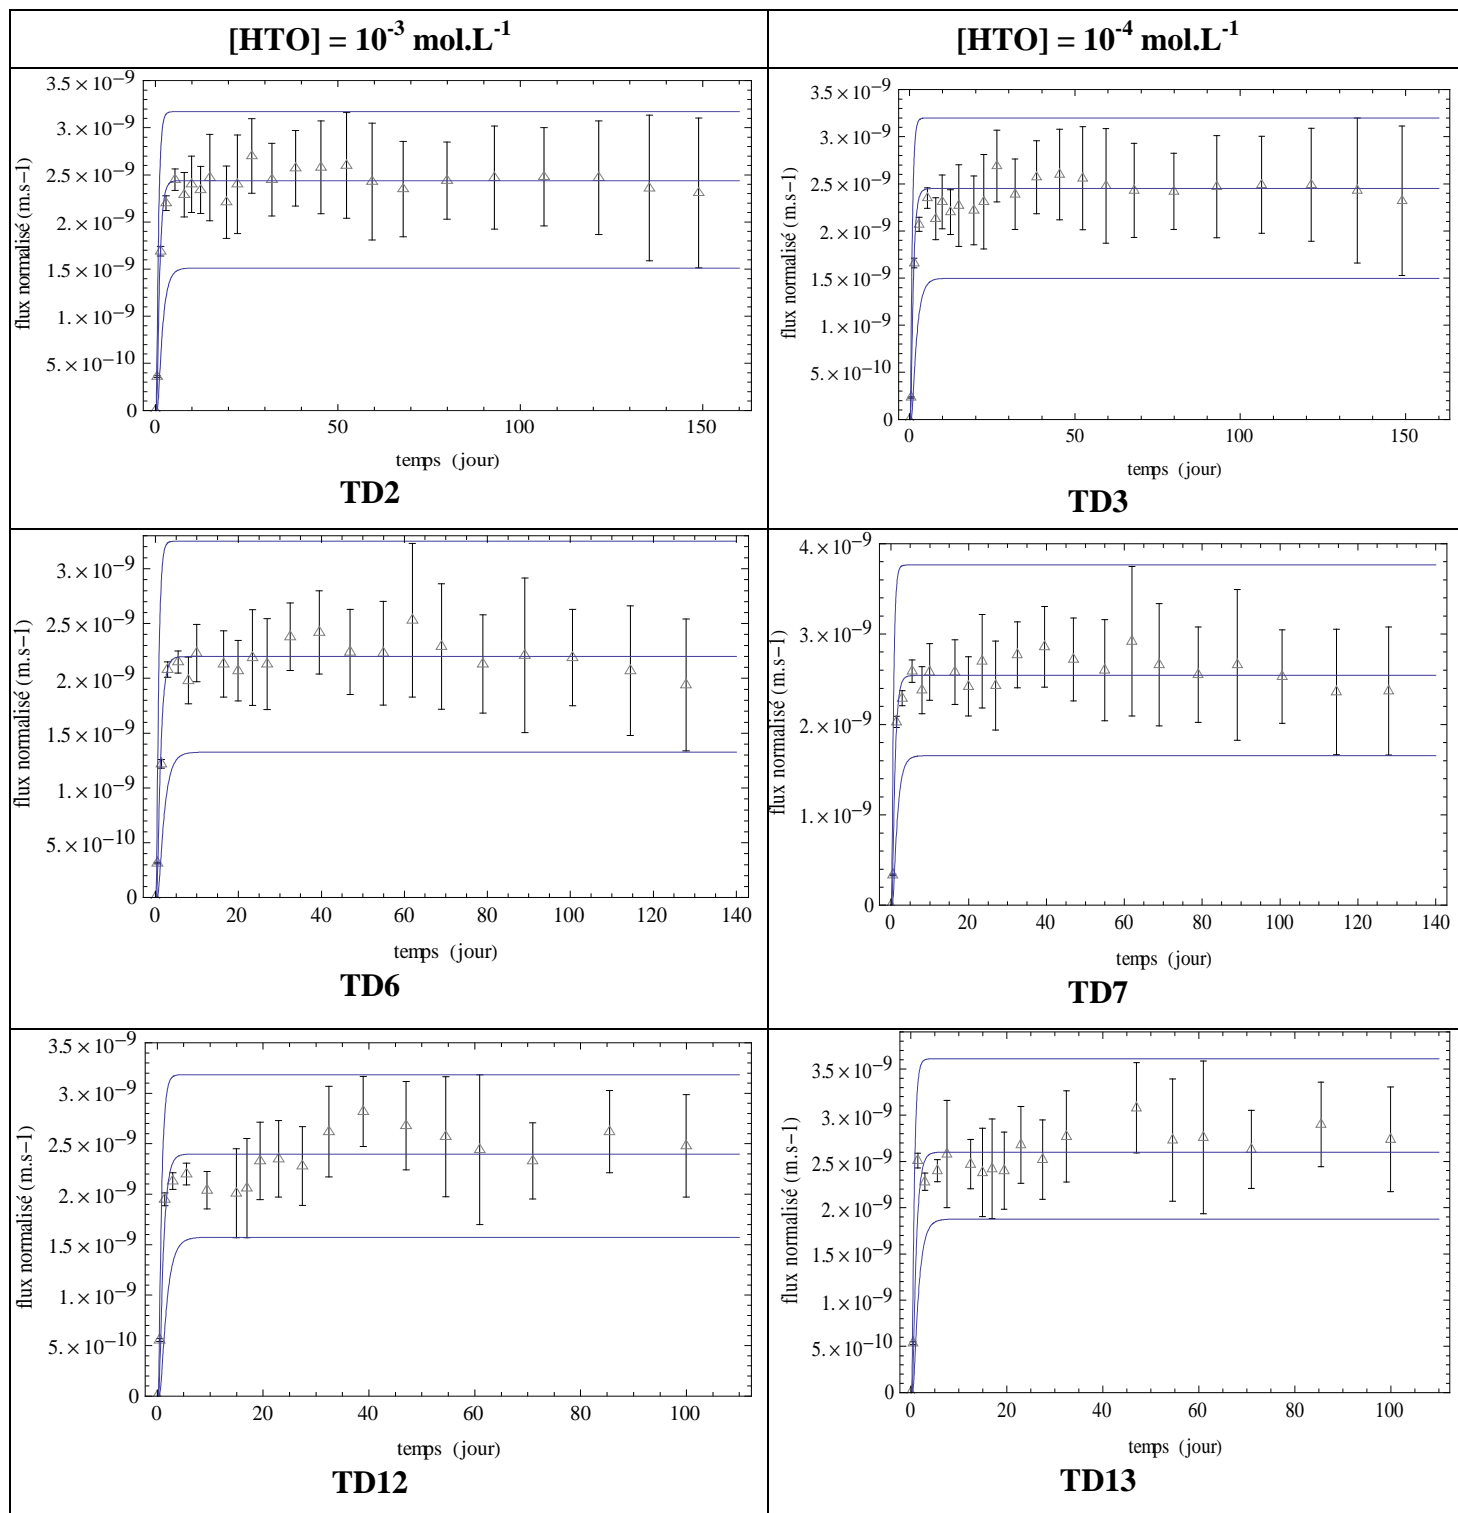 [HTO] = 10⁻³ mol.L⁻¹
[HTO] = 10⁻⁴ mol.L⁻¹
3.5×10−9
3.×10−9
2.5×10−9
2.×10−9
1.5×10−9
1.×10−9
5.×10−10
0
flux normalisé (m.s−1)
0 50 100 150
temps (jour)
TD2
3.5×10−9
3.×10−9
2.5×10−9
2.×10−9
1.5×10−9
1.×10−9
5.×10−10
0
flux normalisé (m.s−1)
0 50 100 150
temps (jour)
TD3
3.×10−9
2.5×10−9
2.×10−9
1.5×10−9
1.×10−9
5.×10−10
0
flux normalisé (m.s−1)
0 20 40 60 80 100 120 140
temps (jour)
TD6
4.×10−9
3.×10−9
2.×10−9
1.×10−9
0
flux normalisé (m.s−1)
0 20 40 60 80 100 120 140
temps (jour)
TD7
3.5×10−9
3.×10−9
2.5×10−9
2.×10−9
1.5×10−9
1.×10−9
5.×10−10
0
flux normalisé (m.s−1)
0 20 40 60 80 100
temps (jour)
TD12
3.5×10−9
3.×10−9
2.5×10−9
2.×10−9
1.5×10−9
1.×10−9
5.×10−10
0
flux normalisé (m.s−1)
0 20 40 60 80 100
temps (jour)
TD13